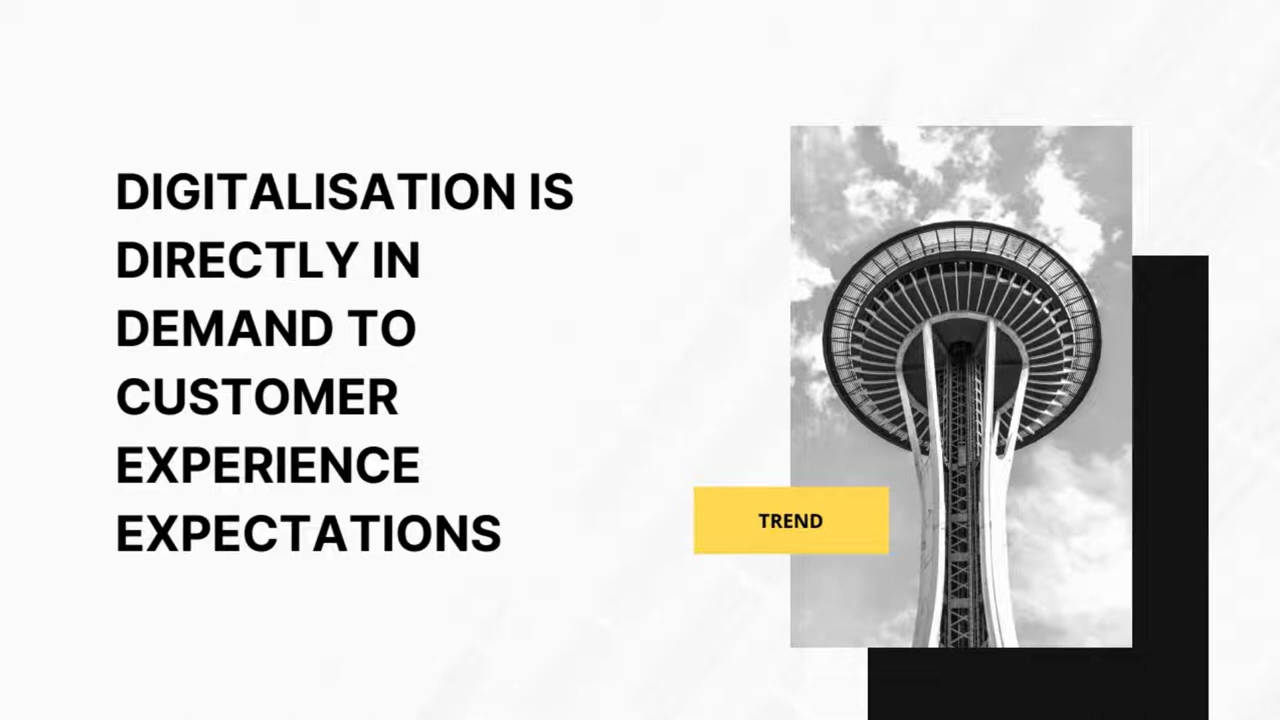 DIGITALISATION IS
DIRECTLY IN
DEMAND TO
CUSTOMER
EXPERIENCE
EXPECTATIONS
TREND